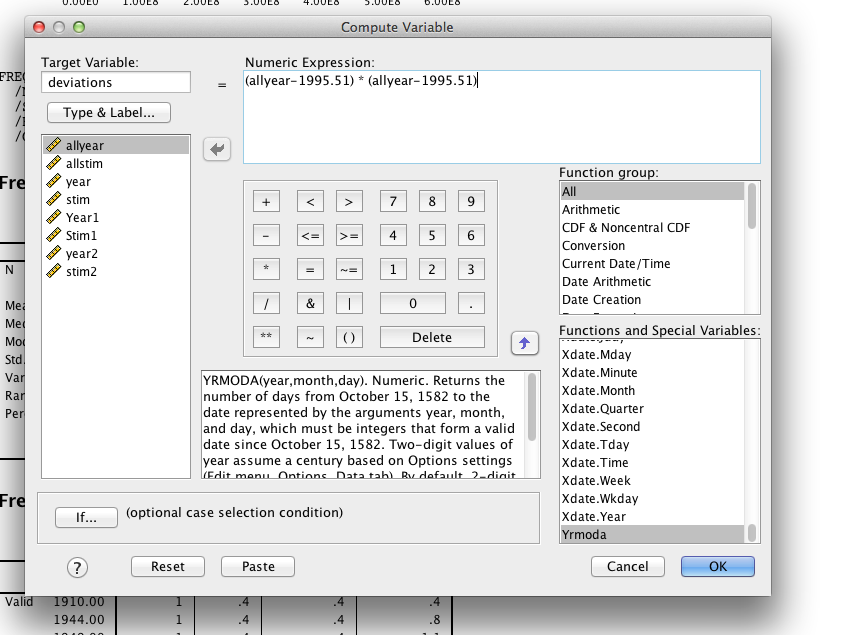 0.00E0 1.00E8 2.00E8 3.00E8 4.00E8 5.00E8 6.00E8
Compute Variable
Target Variable:
deviations
=
Numeric Expression:
(allyear-1995.51) * (allyear-1995.51)
Type & Label...
allyear
allstim
year
stim
Year1
Stim1
year2
stim2
+ < > 7 8 9
- <= >= 4 5 6
* = ~= 1 2 3
/ & | 0 .
** ~ ( ) Delete
Function group:
All
Arithmetic
CDF & Noncentral CDF
Conversion
Current Date/Time
Date Arithmetic
Date Creation
Functions and Special Variables:
Xdate.Mday
Xdate.Minute
Xdate.Month
Xdate.Quarter
Xdate.Second
Xdate.Tday
Xdate.Time
Xdate.Week
Xdate.Wkday
Xdate.Year
Yrmoda
YRMODA(year,month,day). Numeric. Returns the
number of days from October 15, 1582 to the
date represented by the arguments year, month,
and day, which must be integers that form a valid
date since October 15, 1582. Two-digit values of
year assume a century based on Options settings
(Edit menu, Options, Data tab). By default, 2-digit
If...
(optional case selection condition)
?
Reset
Paste
Cancel
OK
FREQ
Fre
N
Mea
Med
Mod
Std.
Var
Ran
Per
Fre
Valid 1910.00 1 .4 .4 .4
1944.00 1 .4 .4 .8